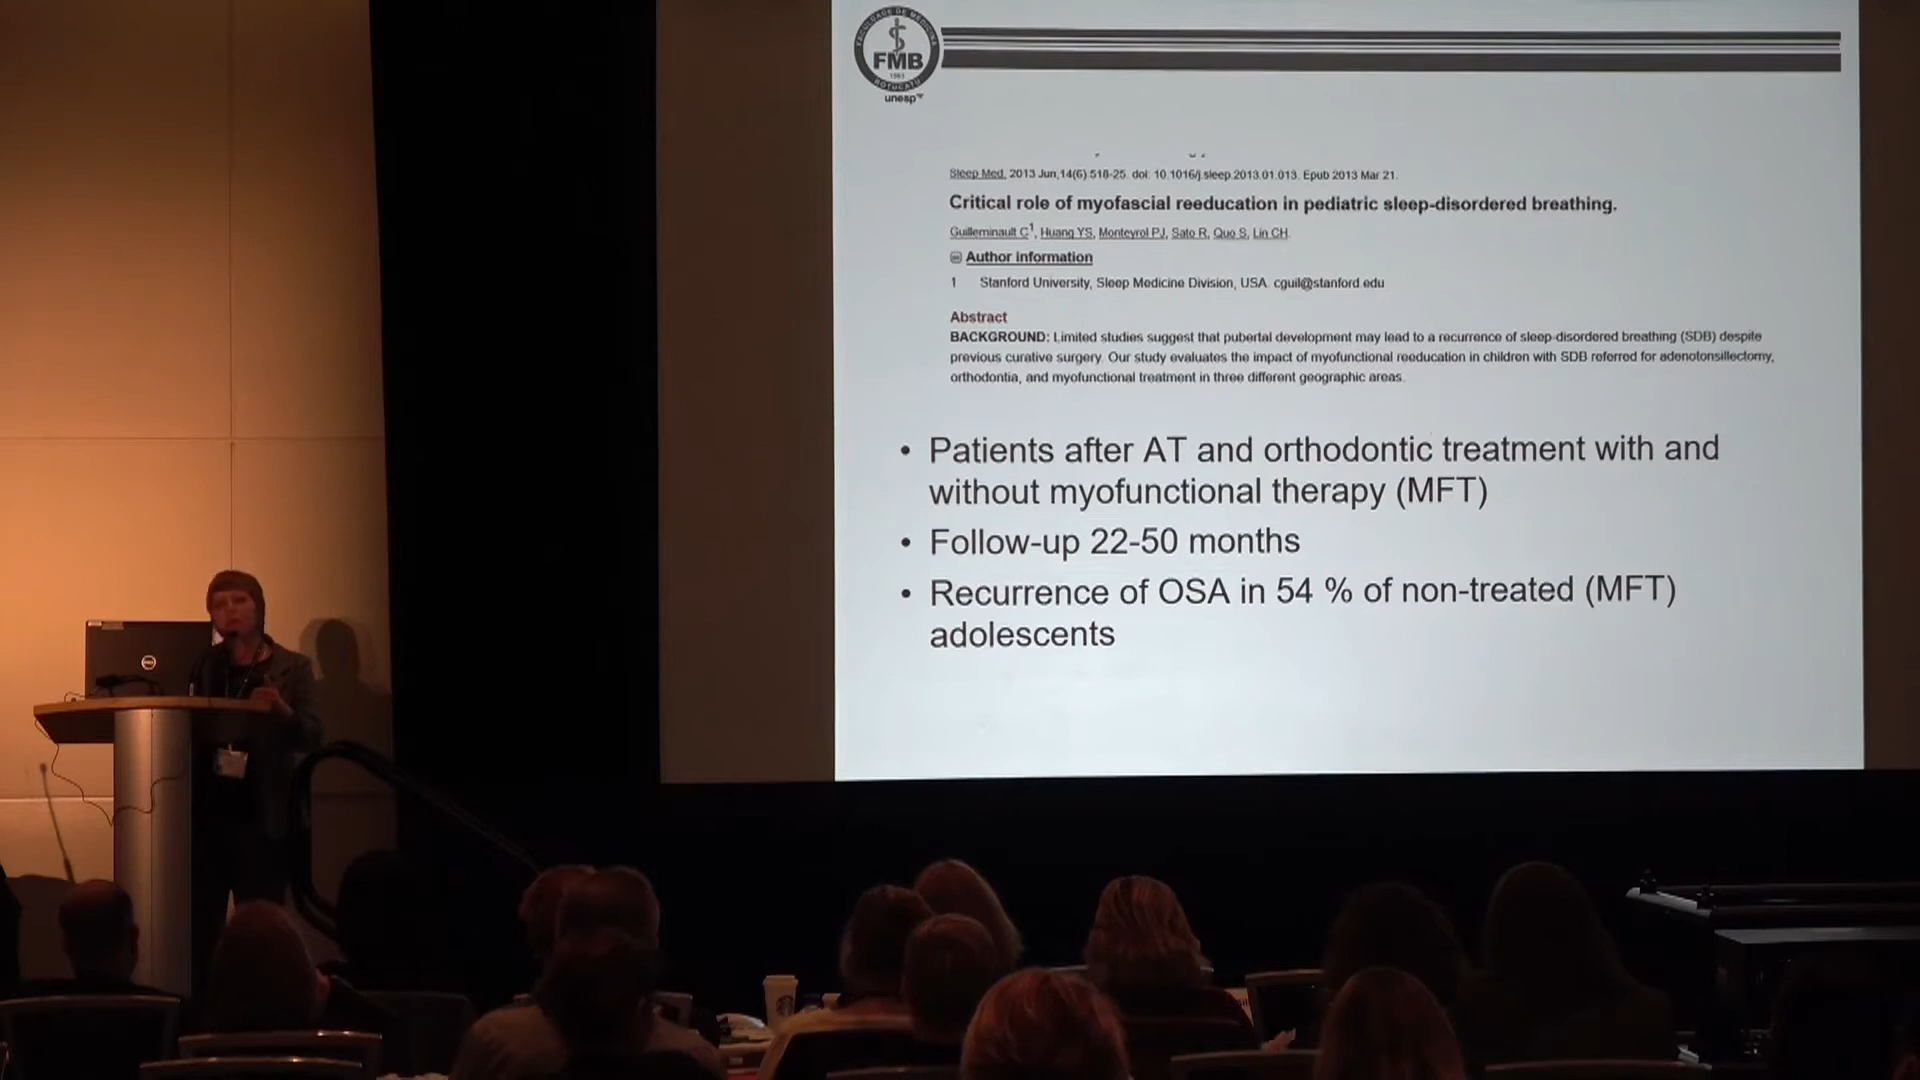 FACULDADE DE MEDICINA
FMB
1963
BOTUCATU
unesp
Sleep Med. 2013 Jun;14(6):518-25. doi: 10.1016/j.sleep.2013.01.013. Epub 2013 Mar 21.
Critical role of myofascial reeducation in pediatric sleep-disordered breathing.
Guilleminault C1, Huang YS, Monteyrol PJ, Sato R, Quo S, Lin CH.
Author information
1 Stanford University, Sleep Medicine Division, USA. cguil@stanford.edu
Abstract
BACKGROUND: Limited studies suggest that pubertal development may lead to a recurrence of sleep-disordered breathing (SDB) despite
previous curative surgery. Our study evaluates the impact of myofunctional reeducation in children with SDB referred for adenotonsillectomy,
orthodontia, and myofunctional treatment in three different geographic areas.
• Patients after AT and orthodontic treatment with and
without myofunctional therapy (MFT)
• Follow-up 22-50 months
• Recurrence of OSA in 54 % of non-treated (MFT)
adolescents
DELL